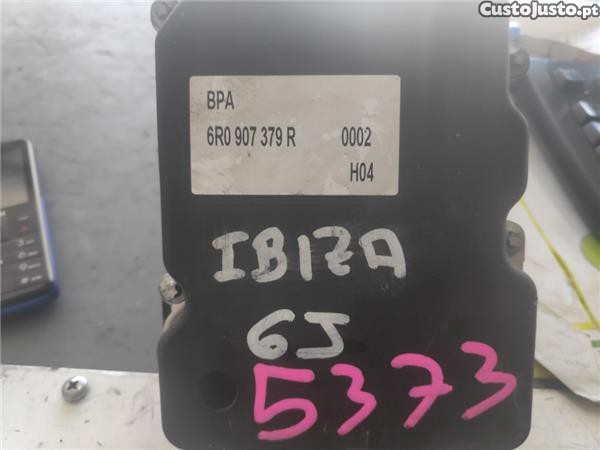 CustoJusto.pt
BPA
6R0 907 379 R 0002
H04
IBIZA
6J
5373